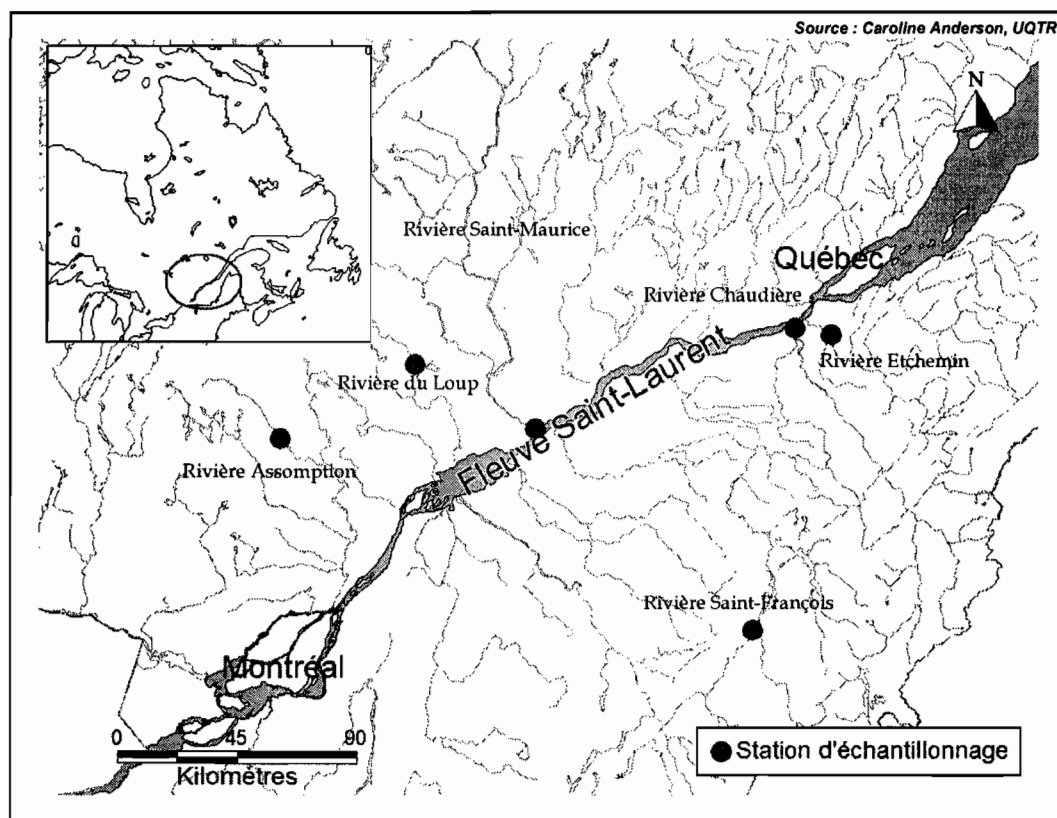 Source : Caroline Anderson, UQTR
N
Rivière Saint-Maurice
Québec
Rivière Chaudière
Rivière Etchemin
Fleuve Saint-Laurent
Rivière du Loup
Rivière Assomption
Rivière Saint-François
Montréal
0 45 90
Kilomètres
Station d'échantillonnage